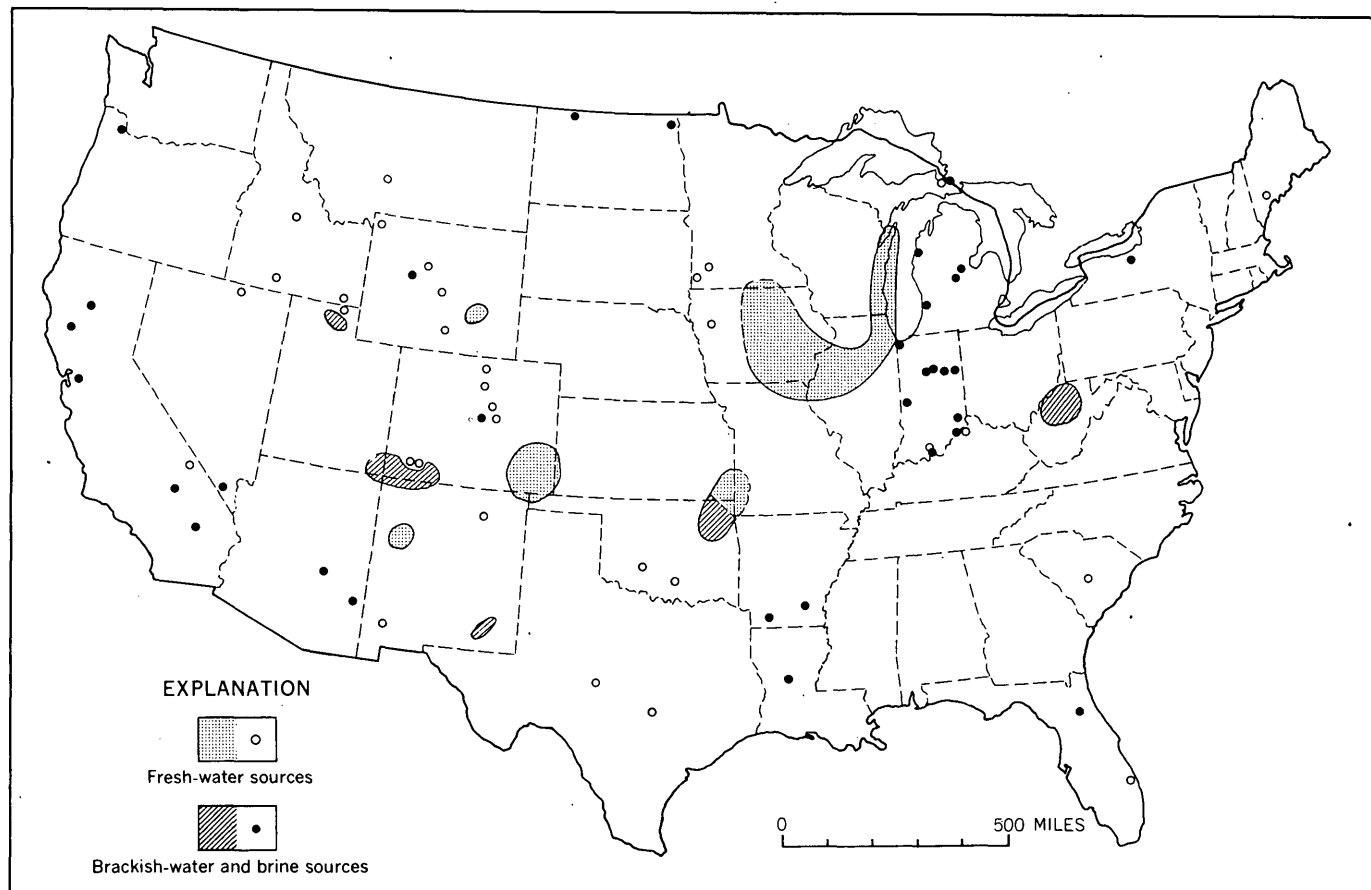 EXPLANATION
Fresh-water sources
Brackish-water and brine sources
0 500 MILES